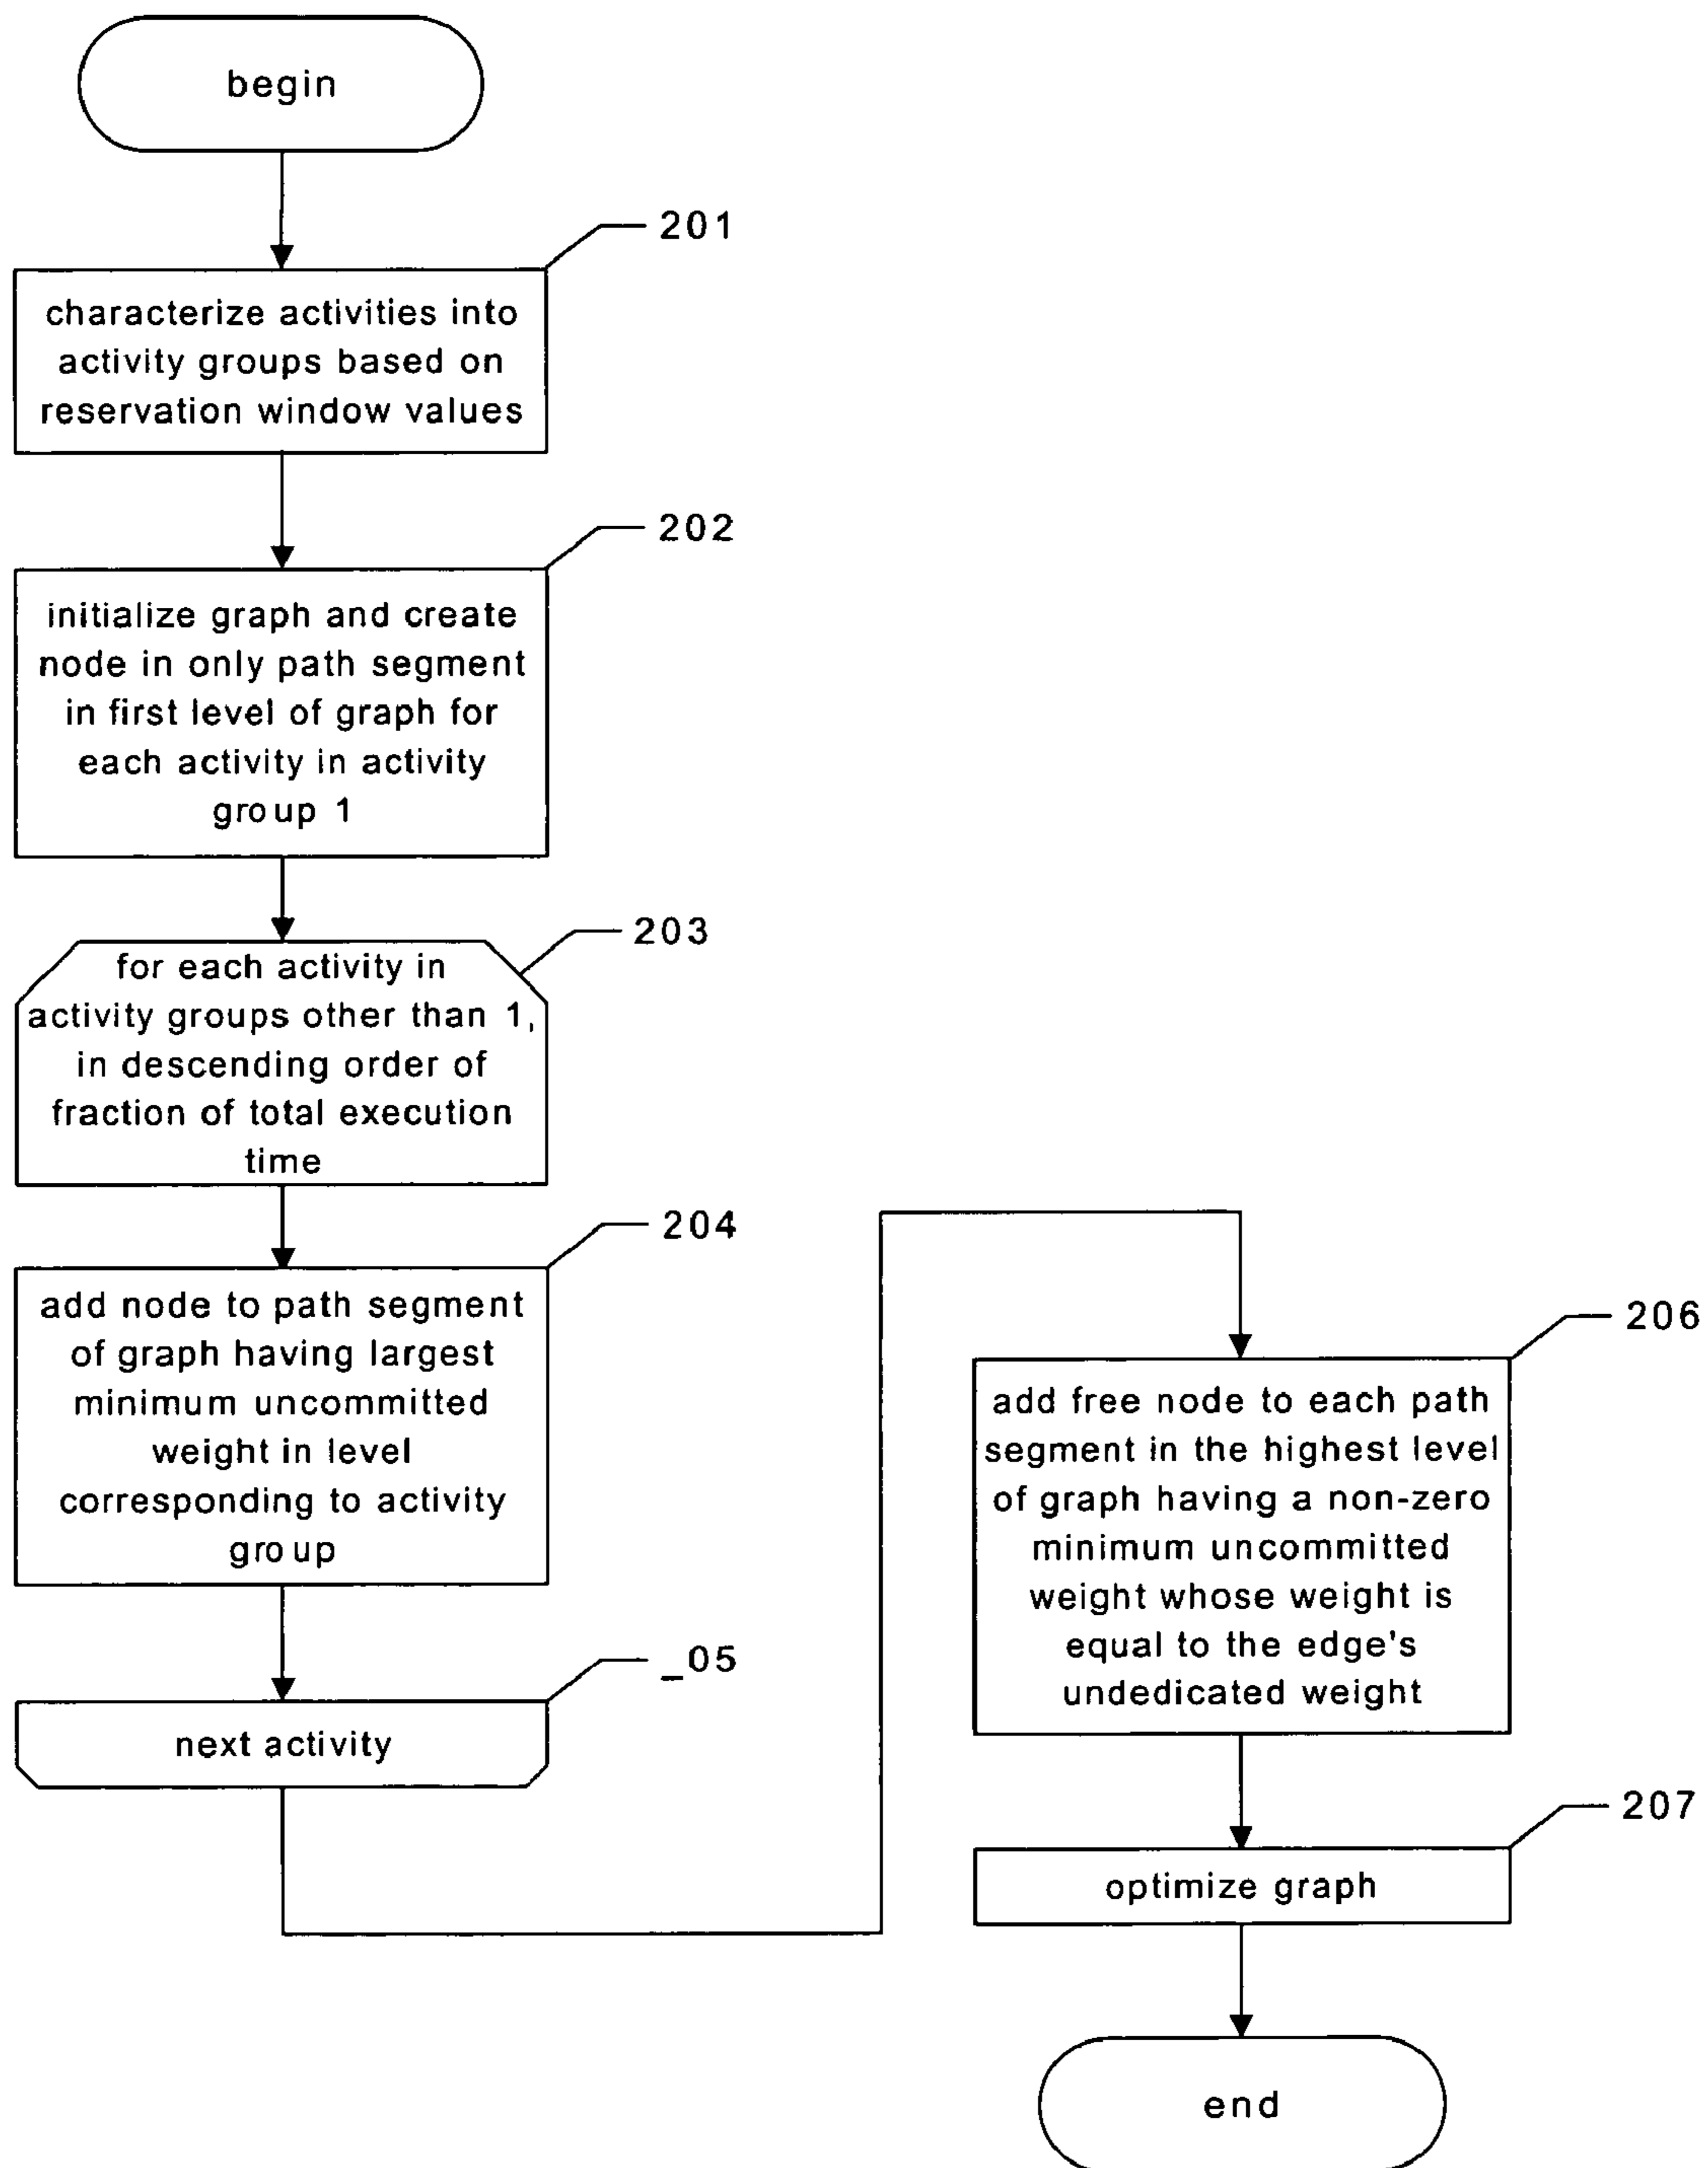 begin
201
characterize activities into
activity groups based on
reservation window values
202
initialize graph and create
node in only path segment
in first level of graph for
each activity in activity
group 1
203
for each activity in
activity groups other than 1,
in descending order of
fraction of total execution
time
204
add node to path segment
of graph having largest
minimum uncommitted
weight in level
corresponding to activity
group
_05
next activity
206
add free node to each path
segment in the highest level
of graph having a non-zero
minimum uncommitted
weight whose weight is
equal to the edge's
undedicated weight
207
optimize graph
end